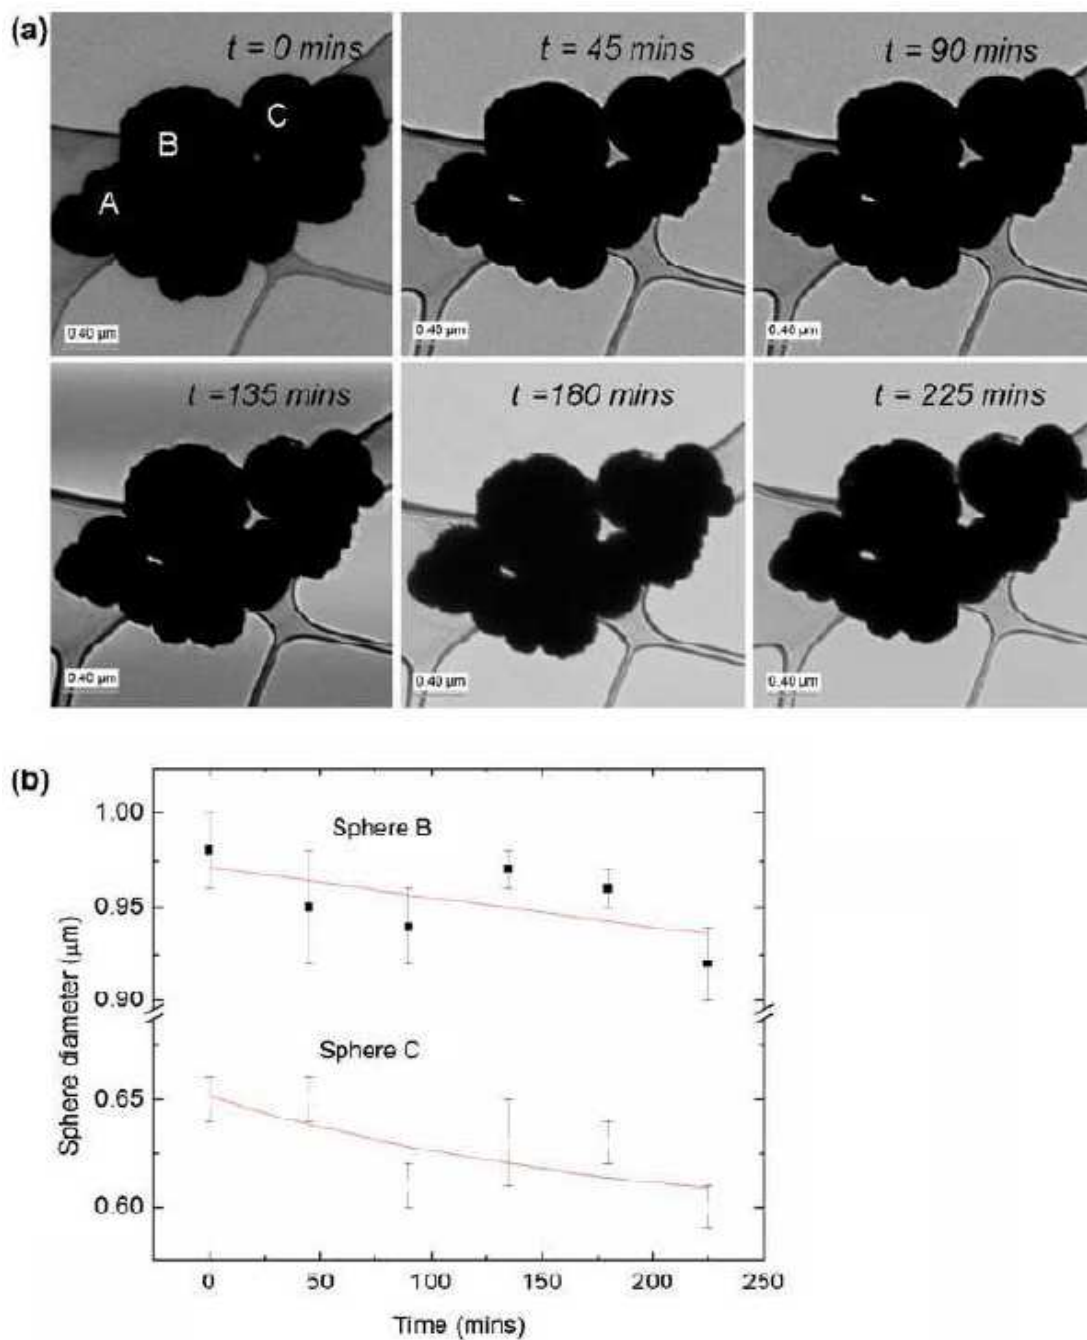 (a)
t = 0 mins
t = 45 mins
t = 90 mins
A
B
C
0.40 µm
0.40 µm
0.40 µm
t =135 mins
t =180 mins
t = 225 mins
0.40 µm
0.40 µm
0.40 µm
(b)
Sphere diameter (µm)
1.00
0.95
0.90
0.65
0.60
Sphere B
Sphere C
0
50
100
150
200
250
Time (mins)